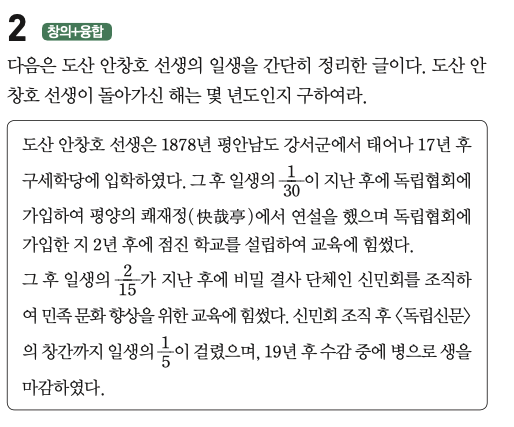 2 창의+융합
다음은 도산 안창호 선생의 일생을 간단히 정리한 글이다. 도산 안
창호 선생이 돌아가신 해는 몇 년도인지 구하여라.
도산 안창호 선생은 1878년 평안남도 강서군에서 태어나 17년 후
구세학당에 입학하였다. 그 후 일생의 1/30이 지난 후에 독립협회에
가입하여 평양의 쾌재정(快哉亭)에서 연설을 했으며 독립협회에
가입한 지 2년 후에 점진 학교를 설립하여 교육에 힘썼다.
그 후 일생의 2/15가 지난 후에 비밀 결사 단체인 신민회를 조직하
여 민족 문화 향상을 위한 교육에 힘썼다. 신민회 조직 후 〈독립신문〉
의 창간까지 일생의 1/5이 걸렸으며, 19년 후 수감 중에 병으로 생을
마감하였다.